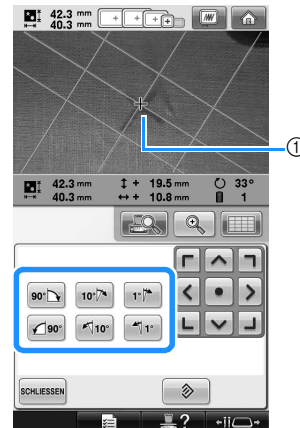 42.3 mm
40.3 mm
①
42.3 mm ↕ + 19.5 mm 33°
40.3 mm ↔ + 10.8 mm 1
90° 10° 1°
90° 10° 1°
SCHLIESSEN
?